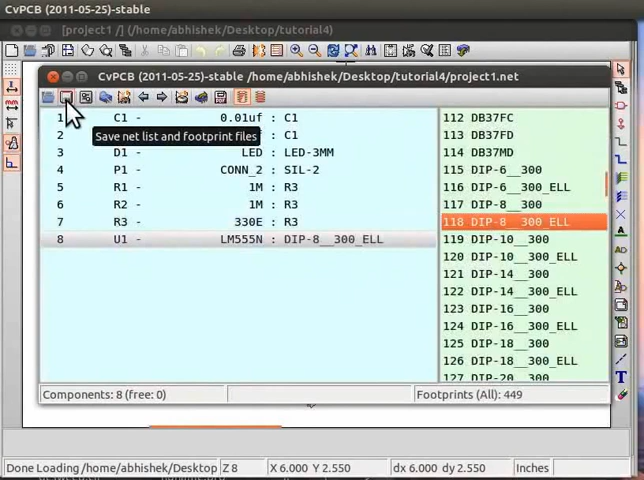 CvPCB (2011-05-25)-stable
[project1 /] (/home/abhishek/Desktop/tutorial4)
CvPCB (2011-05-25)-stable /home/abhishek/Desktop/tutorial4/project1.net
1 C1 - 0.01uf : C1
2 f : C1
Save net list and footprint files
3 D1 - LED : LED-3MM
4 P1 - CONN_2 : SIL-2
5 R1 - 1M : R3
6 R2 - 1M : R3
7 R3 - 330E : R3
8 U1 - LM555N : DIP-8__300_ELL
112 DB37FC
113 DB37FD
114 DB37MD
115 DIP-6__300
116 DIP-6__300_ELL
117 DIP-8__300
118 DIP-8__300_ELL
119 DIP-10__300
120 DIP-10__300_ELL
121 DIP-14__300
122 DIP-14__300_ELL
123 DIP-16__300
124 DIP-16__300_ELL
125 DIP-18__300
126 DIP-18__300_ELL
127 DIP-20__300
Components: 8 (free: 0)
Footprints (All): 449
Done Loading /home/abhishek/Desktop
Z 8
X 6.000 Y 2.550
dx 6.000 dy 2.550
Inches